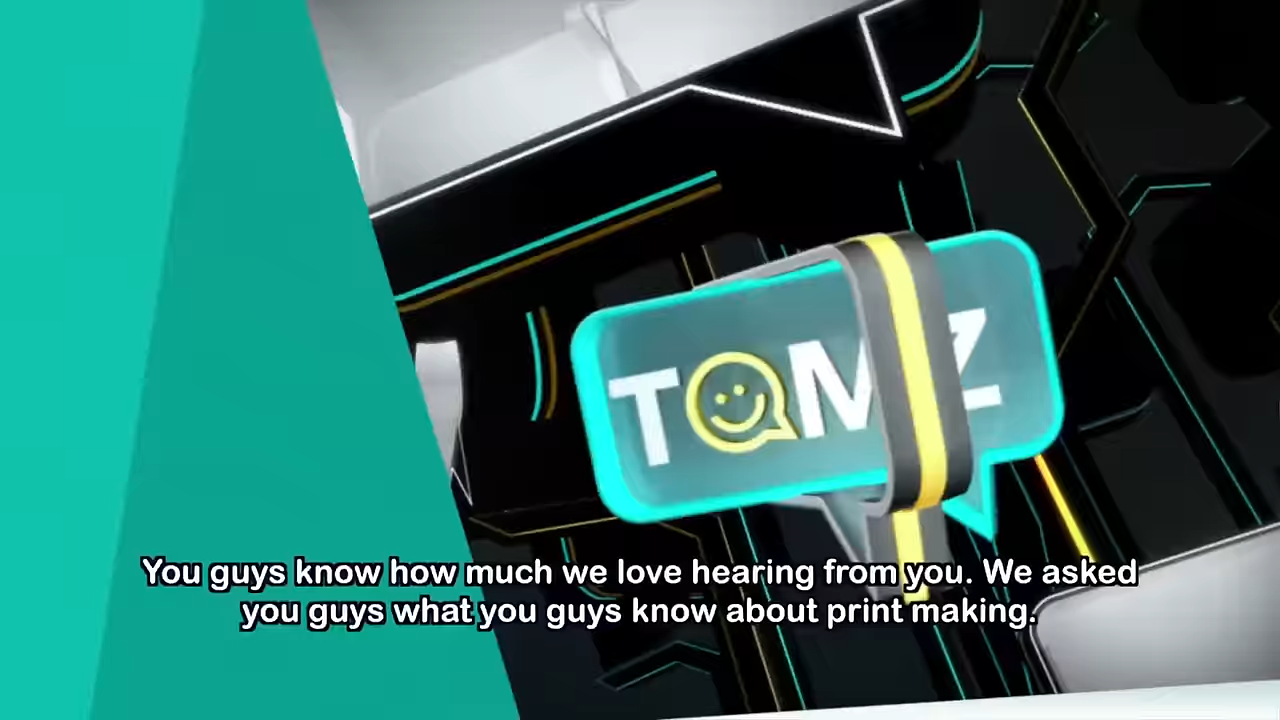 TOMZ
You guys know how much we love hearing from you. We asked
you guys what you guys know about print making.